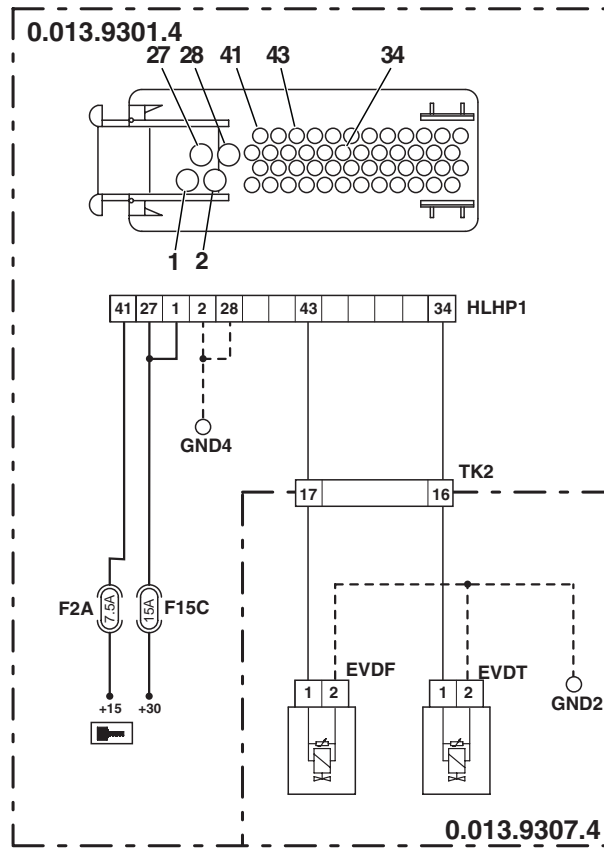 0.013.9301.4
27 28 41 43 34
1 2
41 27 1 2 28 43 34 HLHP1
GND4
TK2
17 16
F2A 7.5A 15A F15C
EVDF EVDT
1 2 1 2
GND2
+15 +30
0.013.9307.4